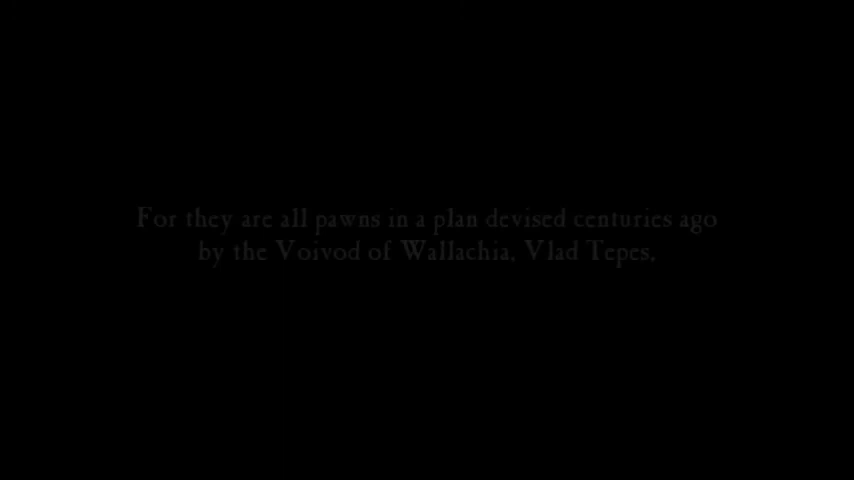 For they are all pawns in a plan devised centuries ago
by the Voivod of Wallachia, Vlad Tepes,